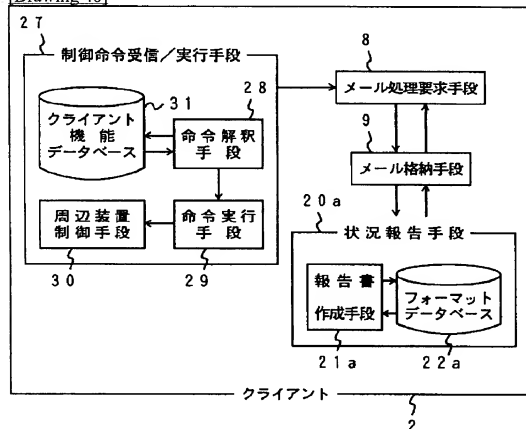 [Drawing 40]
27
制御命令受信／実行手段
28
31
クライアント
機能
データベース
命令解釈
手段
周辺装置
制御手段
命令実行
手段
30
29
8
メール処理要求手段
9
メール格納手段
20a
状況報告手段
報告書
作成手段
フォーマット
データベース
21a
22a
クライアント
2